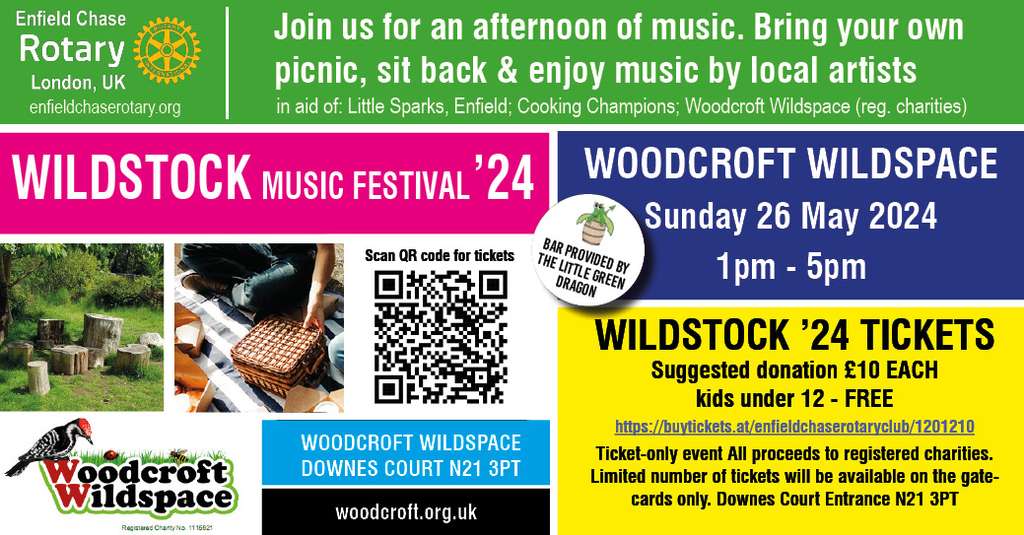 Enfield Chase
Rotary
London, UK
enfieldchaserotary.org
Join us for an afternoon of music. Bring your own
picnic, sit back & enjoy music by local artists
in aid of: Little Sparks, Enfield; Cooking Champions; Woodcroft Wildspace (reg. charities)
WILDSTOCK MUSIC FESTIVAL ’24
WOODCROFT WILDSPACE
Sunday 26 May 2024
1pm - 5pm
BAR PROVIDED BY
THE LITTLE GREEN
DRAGON
Scan QR code for tickets
WILDSTOCK ’24 TICKETS
Suggested donation £10 EACH
kids under 12 - FREE
https://buytickets.at/enfieldchaserotaryclub/1201210
Ticket-only event All proceeds to registered charities.
Limited number of tickets will be available on the gate-
cards only. Downes Court Entrance N21 3PT
Woodcroft
Wildspace
Registered Charity No. 1116621
WOODCROFT WILDSPACE
DOWNES COURT N21 3PT
woodcroft.org.uk